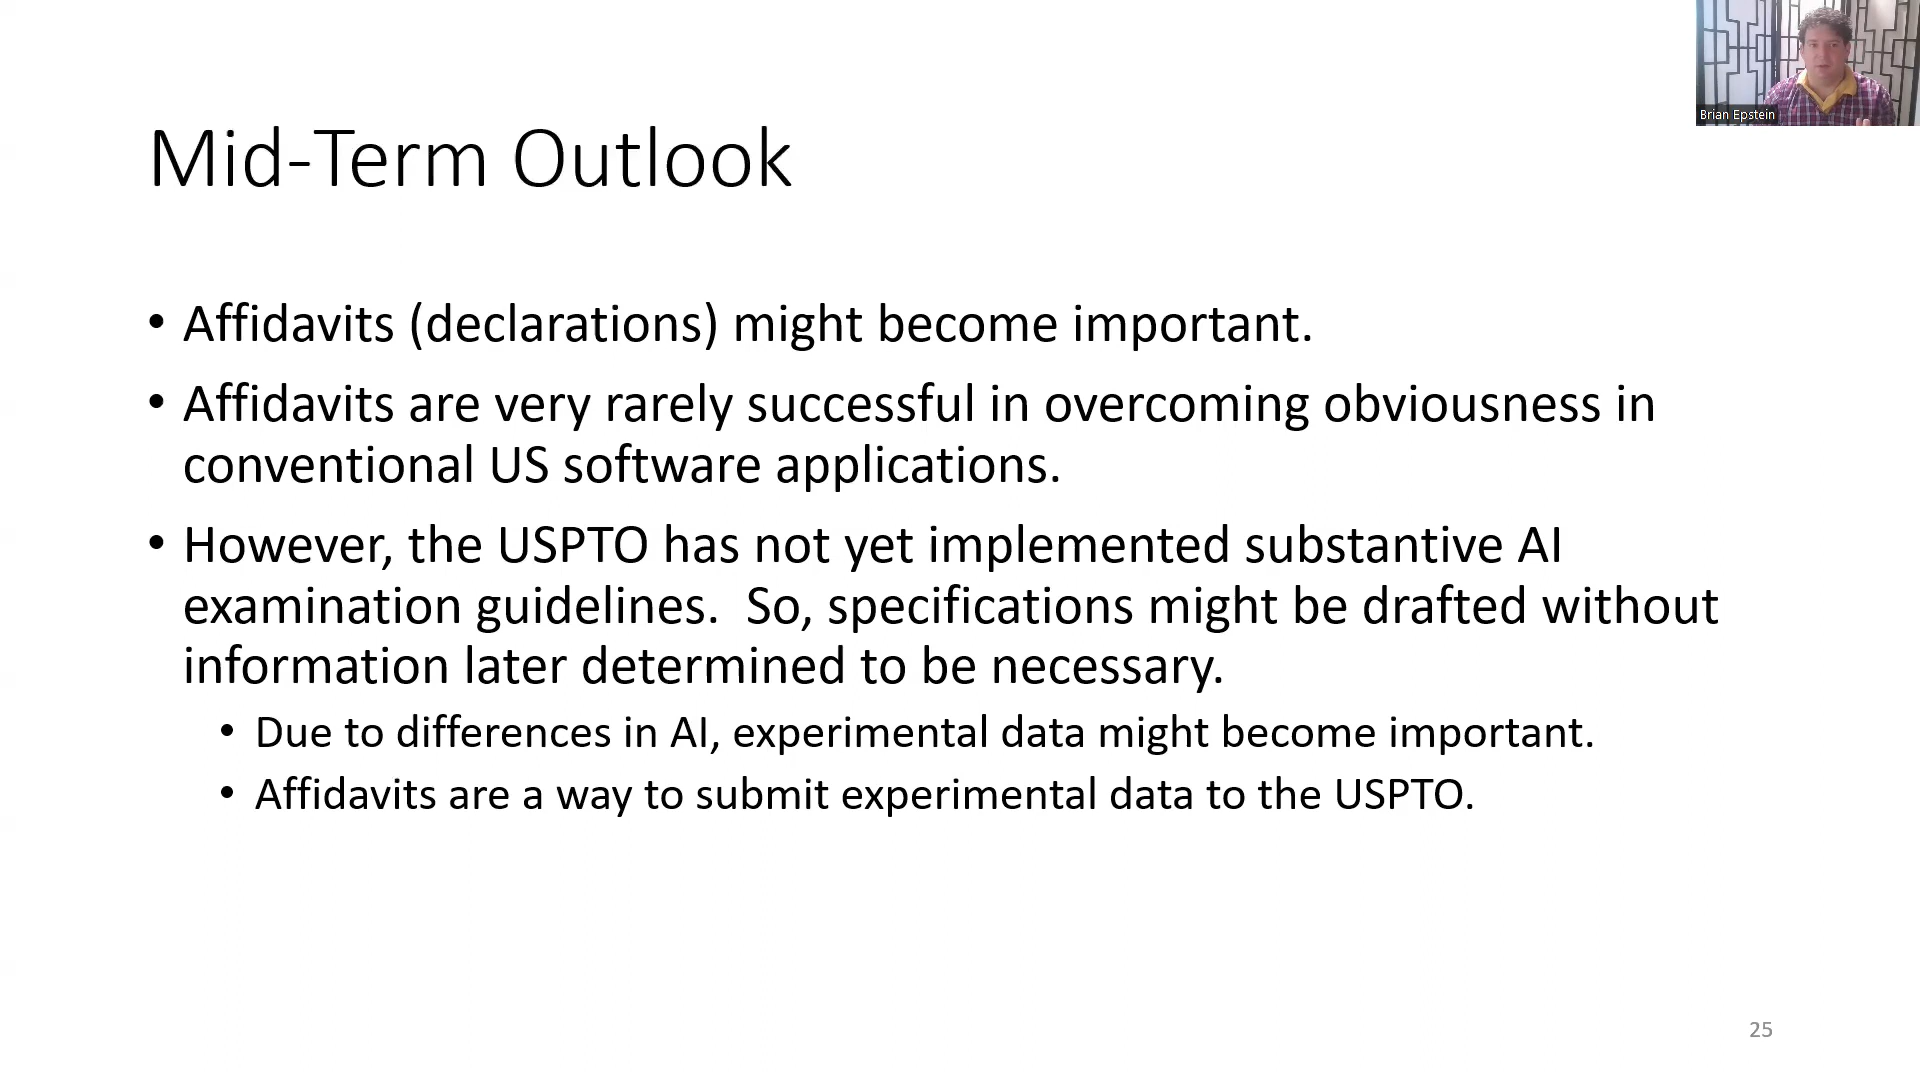 Brian Epstein
Mid-Term Outlook
• Affidavits (declarations) might become important.
• Affidavits are very rarely successful in overcoming obviousness in
conventional US software applications.
• However, the USPTO has not yet implemented substantive AI
examination guidelines.  So, specifications might be drafted without
information later determined to be necessary.
• Due to differences in AI, experimental data might become important.
• Affidavits are a way to submit experimental data to the USPTO.
25